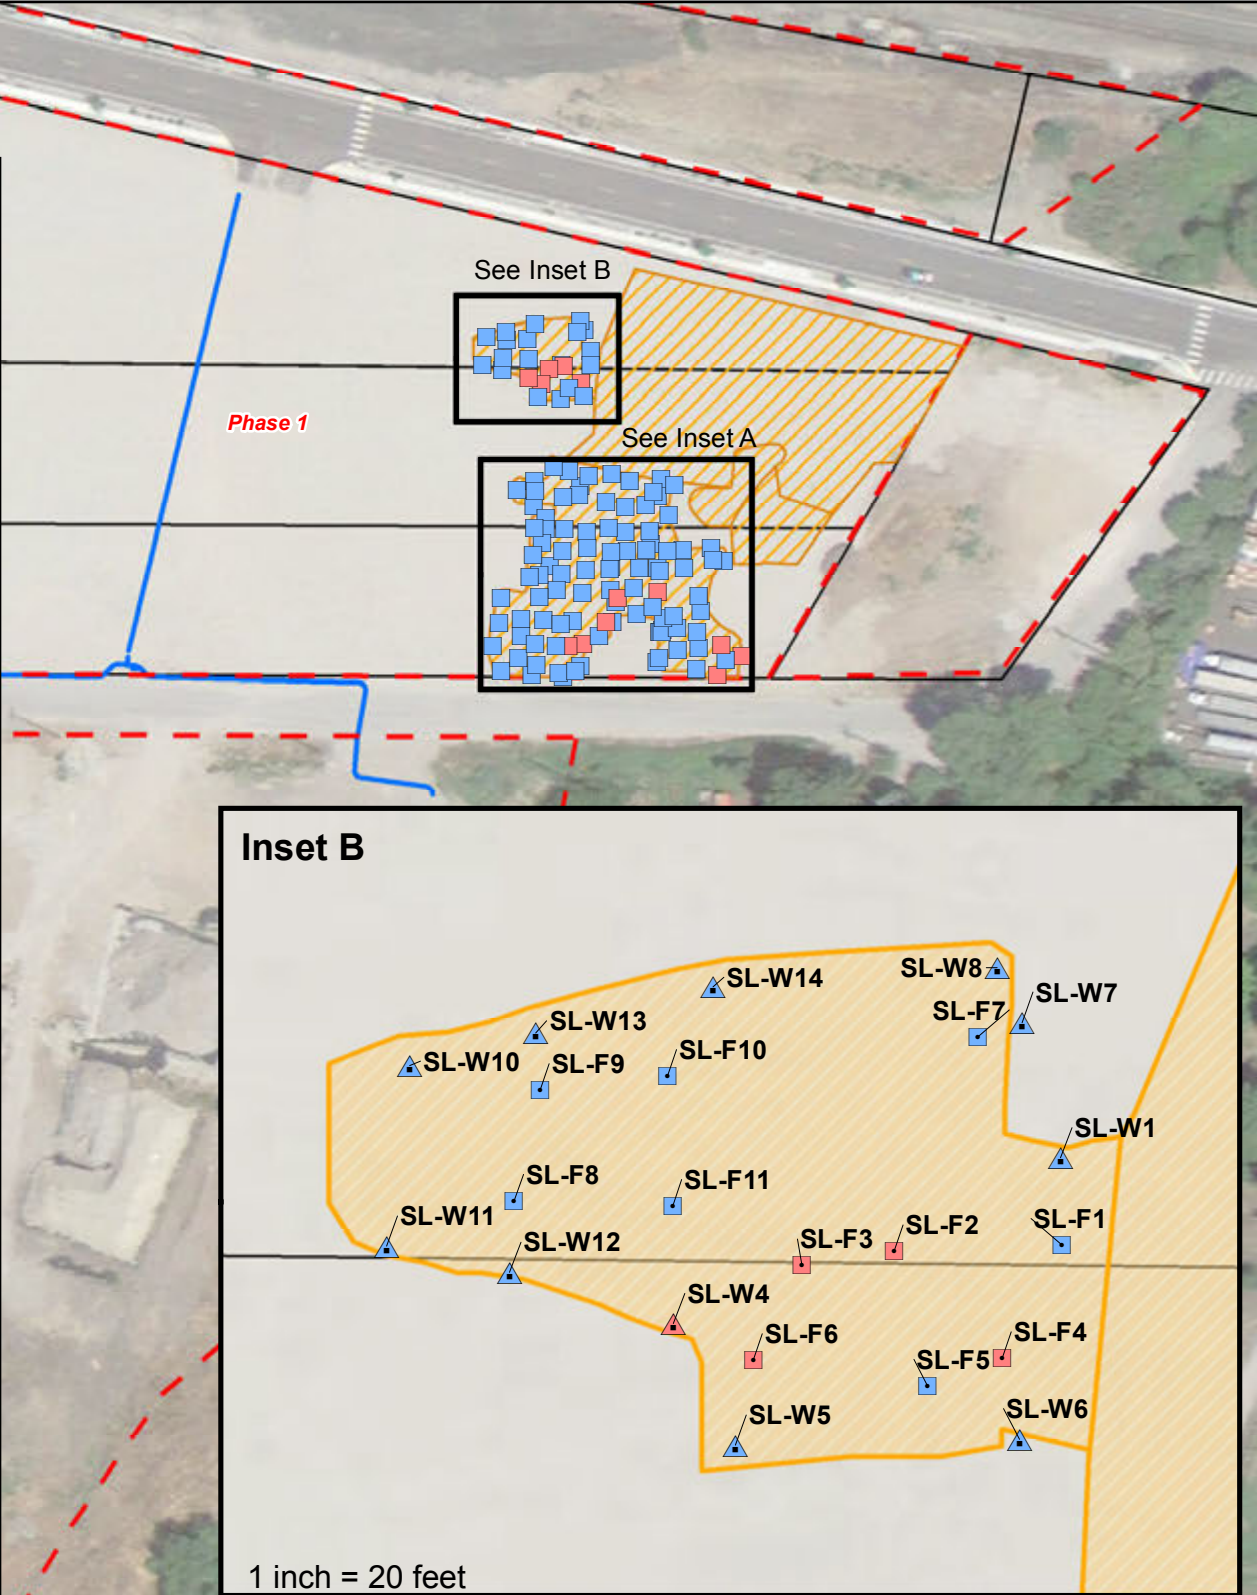 See Inset B
Phase 1
See Inset A
Inset B
SL-W8
SL-W14
SL-W7
SL-F7
SL-W13
SL-F10
SL-W10
SL-F9
SL-W1
SL-F8
SL-F11
SL-W11
SL-F1
SL-F2
SL-F3
SL-W12
SL-W4
SL-F6
SL-F4
SL-F5
SL-W6
SL-W5
1 inch = 20 feet